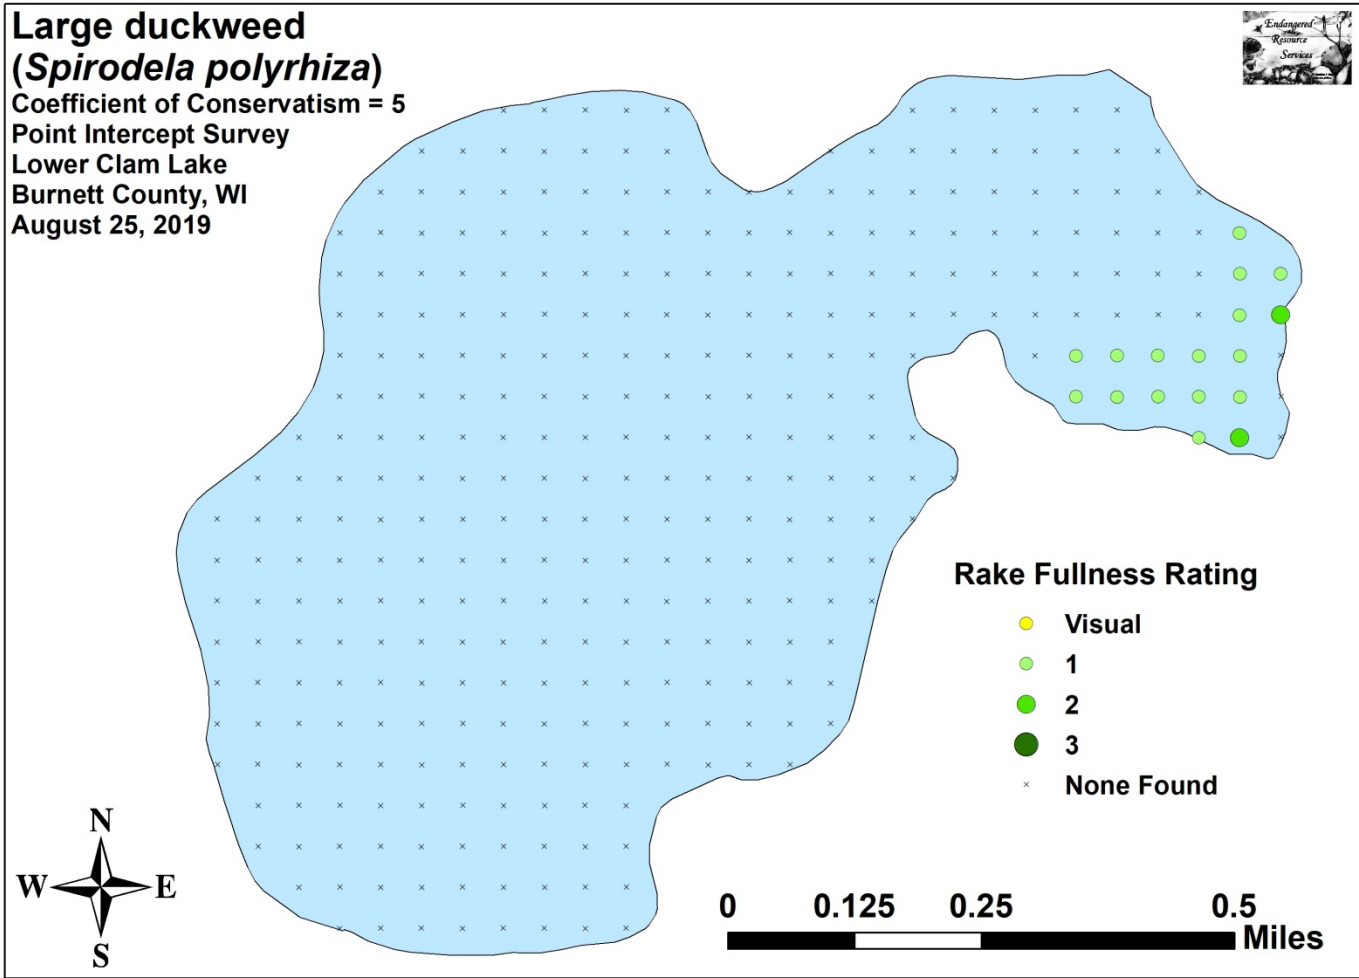 Large duckweed
(Spirodela polyrhiza)
Coefficient of Conservatism = 5
Point Intercept Survey
Lower Clam Lake
Burnett County, WI
August 25, 2019
Endangered
Resource
Services
Rake Fullness Rating
Visual
1
2
3
None Found
N
W E
S
0 0.125 0.25 0.5
Miles